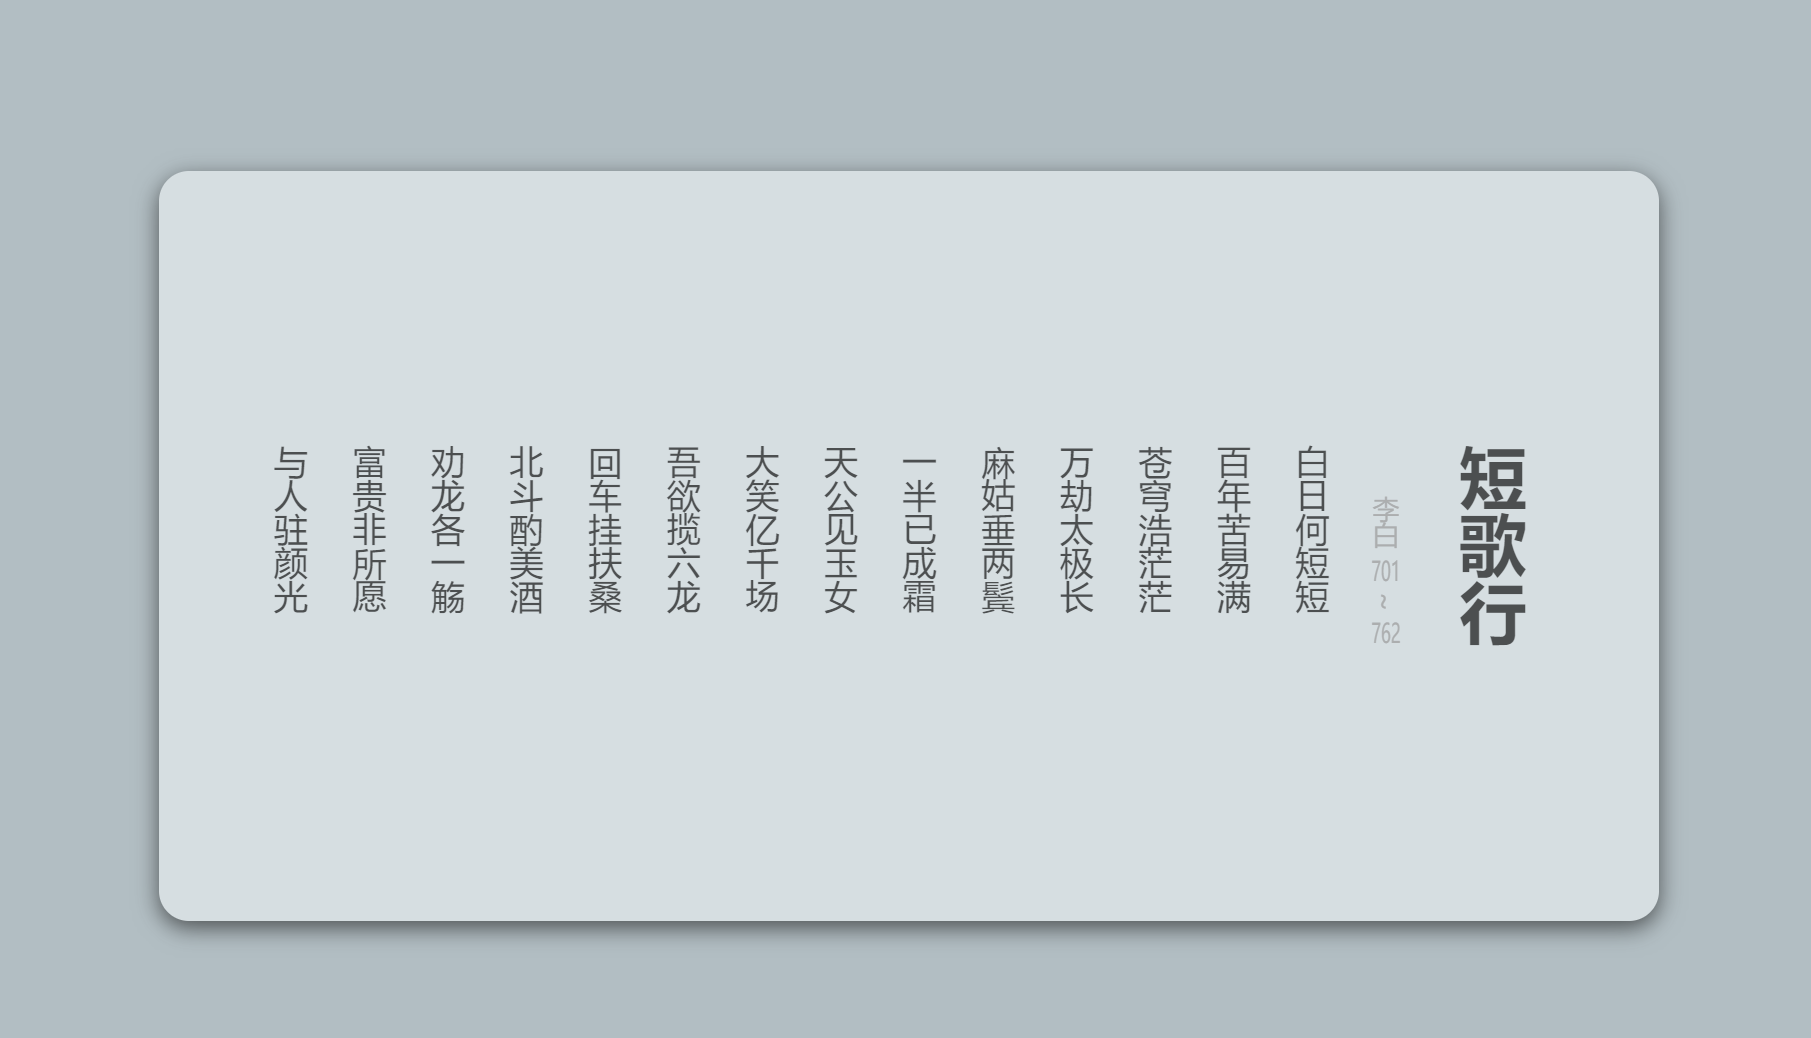 短歌行
李白 701 ~ 762
白日何短短
百年苦易满
苍穹浩茫茫
万劫太极长
麻姑垂两鬓
一半已成霜
天公见玉女
大笑亿千场
吾欲揽六龙
回车挂扶桑
北斗酌美酒
劝龙各一觞
富贵非所愿
与人驻颜光